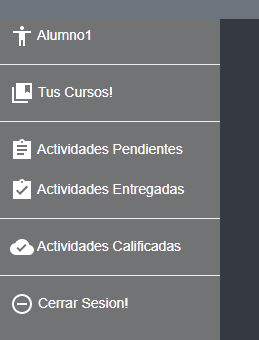 Alumno1
Tus Cursos!
Actividades Pendientes
Actividades Entregadas
Actividades Calificadas
Cerrar Sesion!